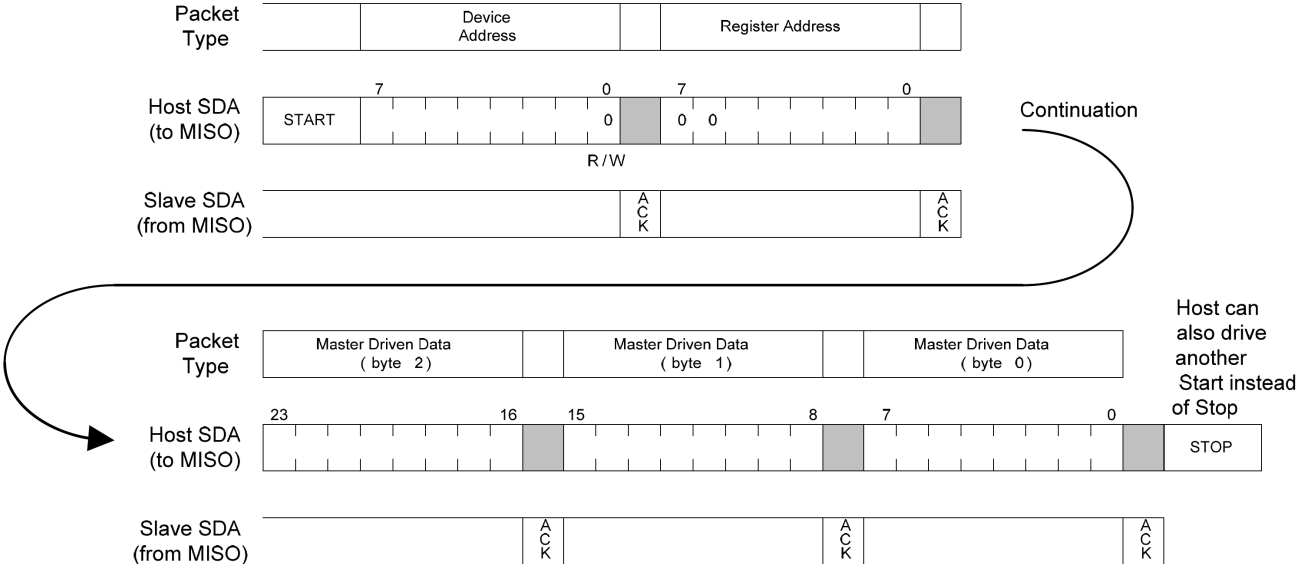 Packet
Type
Device
Address
Register Address
7 0 7 0
Host SDA
(to MISO)
START
0
0 0
R / W
Continuation
Slave SDA
(from MISO)
A
C
K
A
C
K
Packet
Type
Master Driven Data
( byte 2 )
Master Driven Data
( byte 1 )
Master Driven Data
( byte 0 )
Host can
also drive
another
Start instead
of Stop
23 16 15 8 7 0
Host SDA
(to MISO)
STOP
Slave SDA
(from MISO)
A
C
K
A
C
K
A
C
K